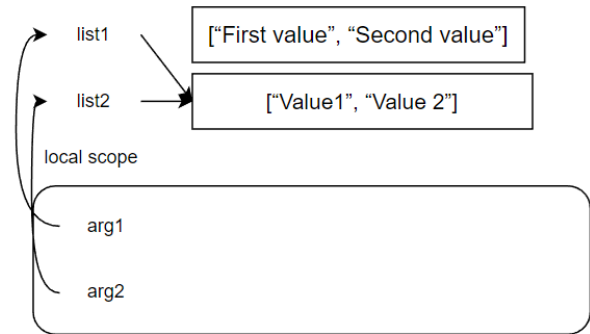 list1
[“First value”, “Second value”]
list2
[“Value1”, “Value 2”]
local scope
arg1
arg2